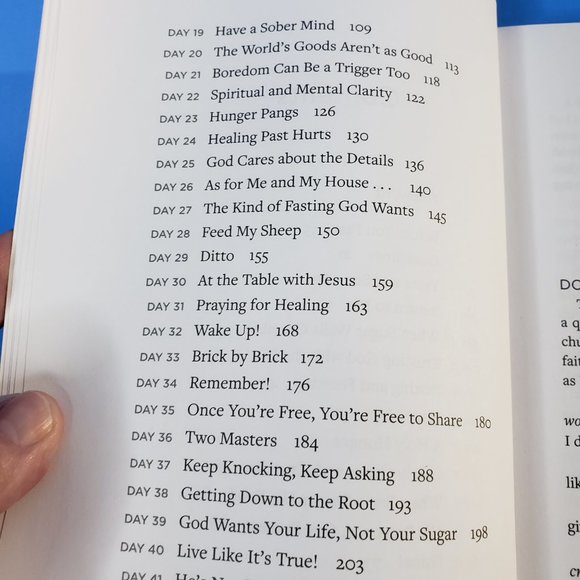 DAY 19 Have a Sober Mind 109
DAY 20 The World's Goods Aren't as Good 113
DAY 21 Boredom Can Be a Trigger Too 118
DAY 22 Spiritual and Mental Clarity 122
DAY 23 Hunger Pangs 126
DAY 24 Healing Past Hurts 130
DAY 25 God Cares about the Details 136
DAY 26 As for Me and My House . . . 140
DAY 27 The Kind of Fasting God Wants 145
DAY 28 Feed My Sheep 150
DAY 29 Ditto 155
DAY 30 At the Table with Jesus 159
DAY 31 Praying for Healing 163
DAY 32 Wake Up! 168
DAY 33 Brick by Brick 172
DAY 34 Remember! 176
DAY 35 Once You're Free, You're Free to Share 180
DAY 36 Two Masters 184
DAY 37 Keep Knocking, Keep Asking 188
DAY 38 Getting Down to the Root 193
DAY 39 God Wants Your Life, Not Your Sugar 198
DAY 40 Live Like It's True! 203
DAY 41 He's
a q
as
I d